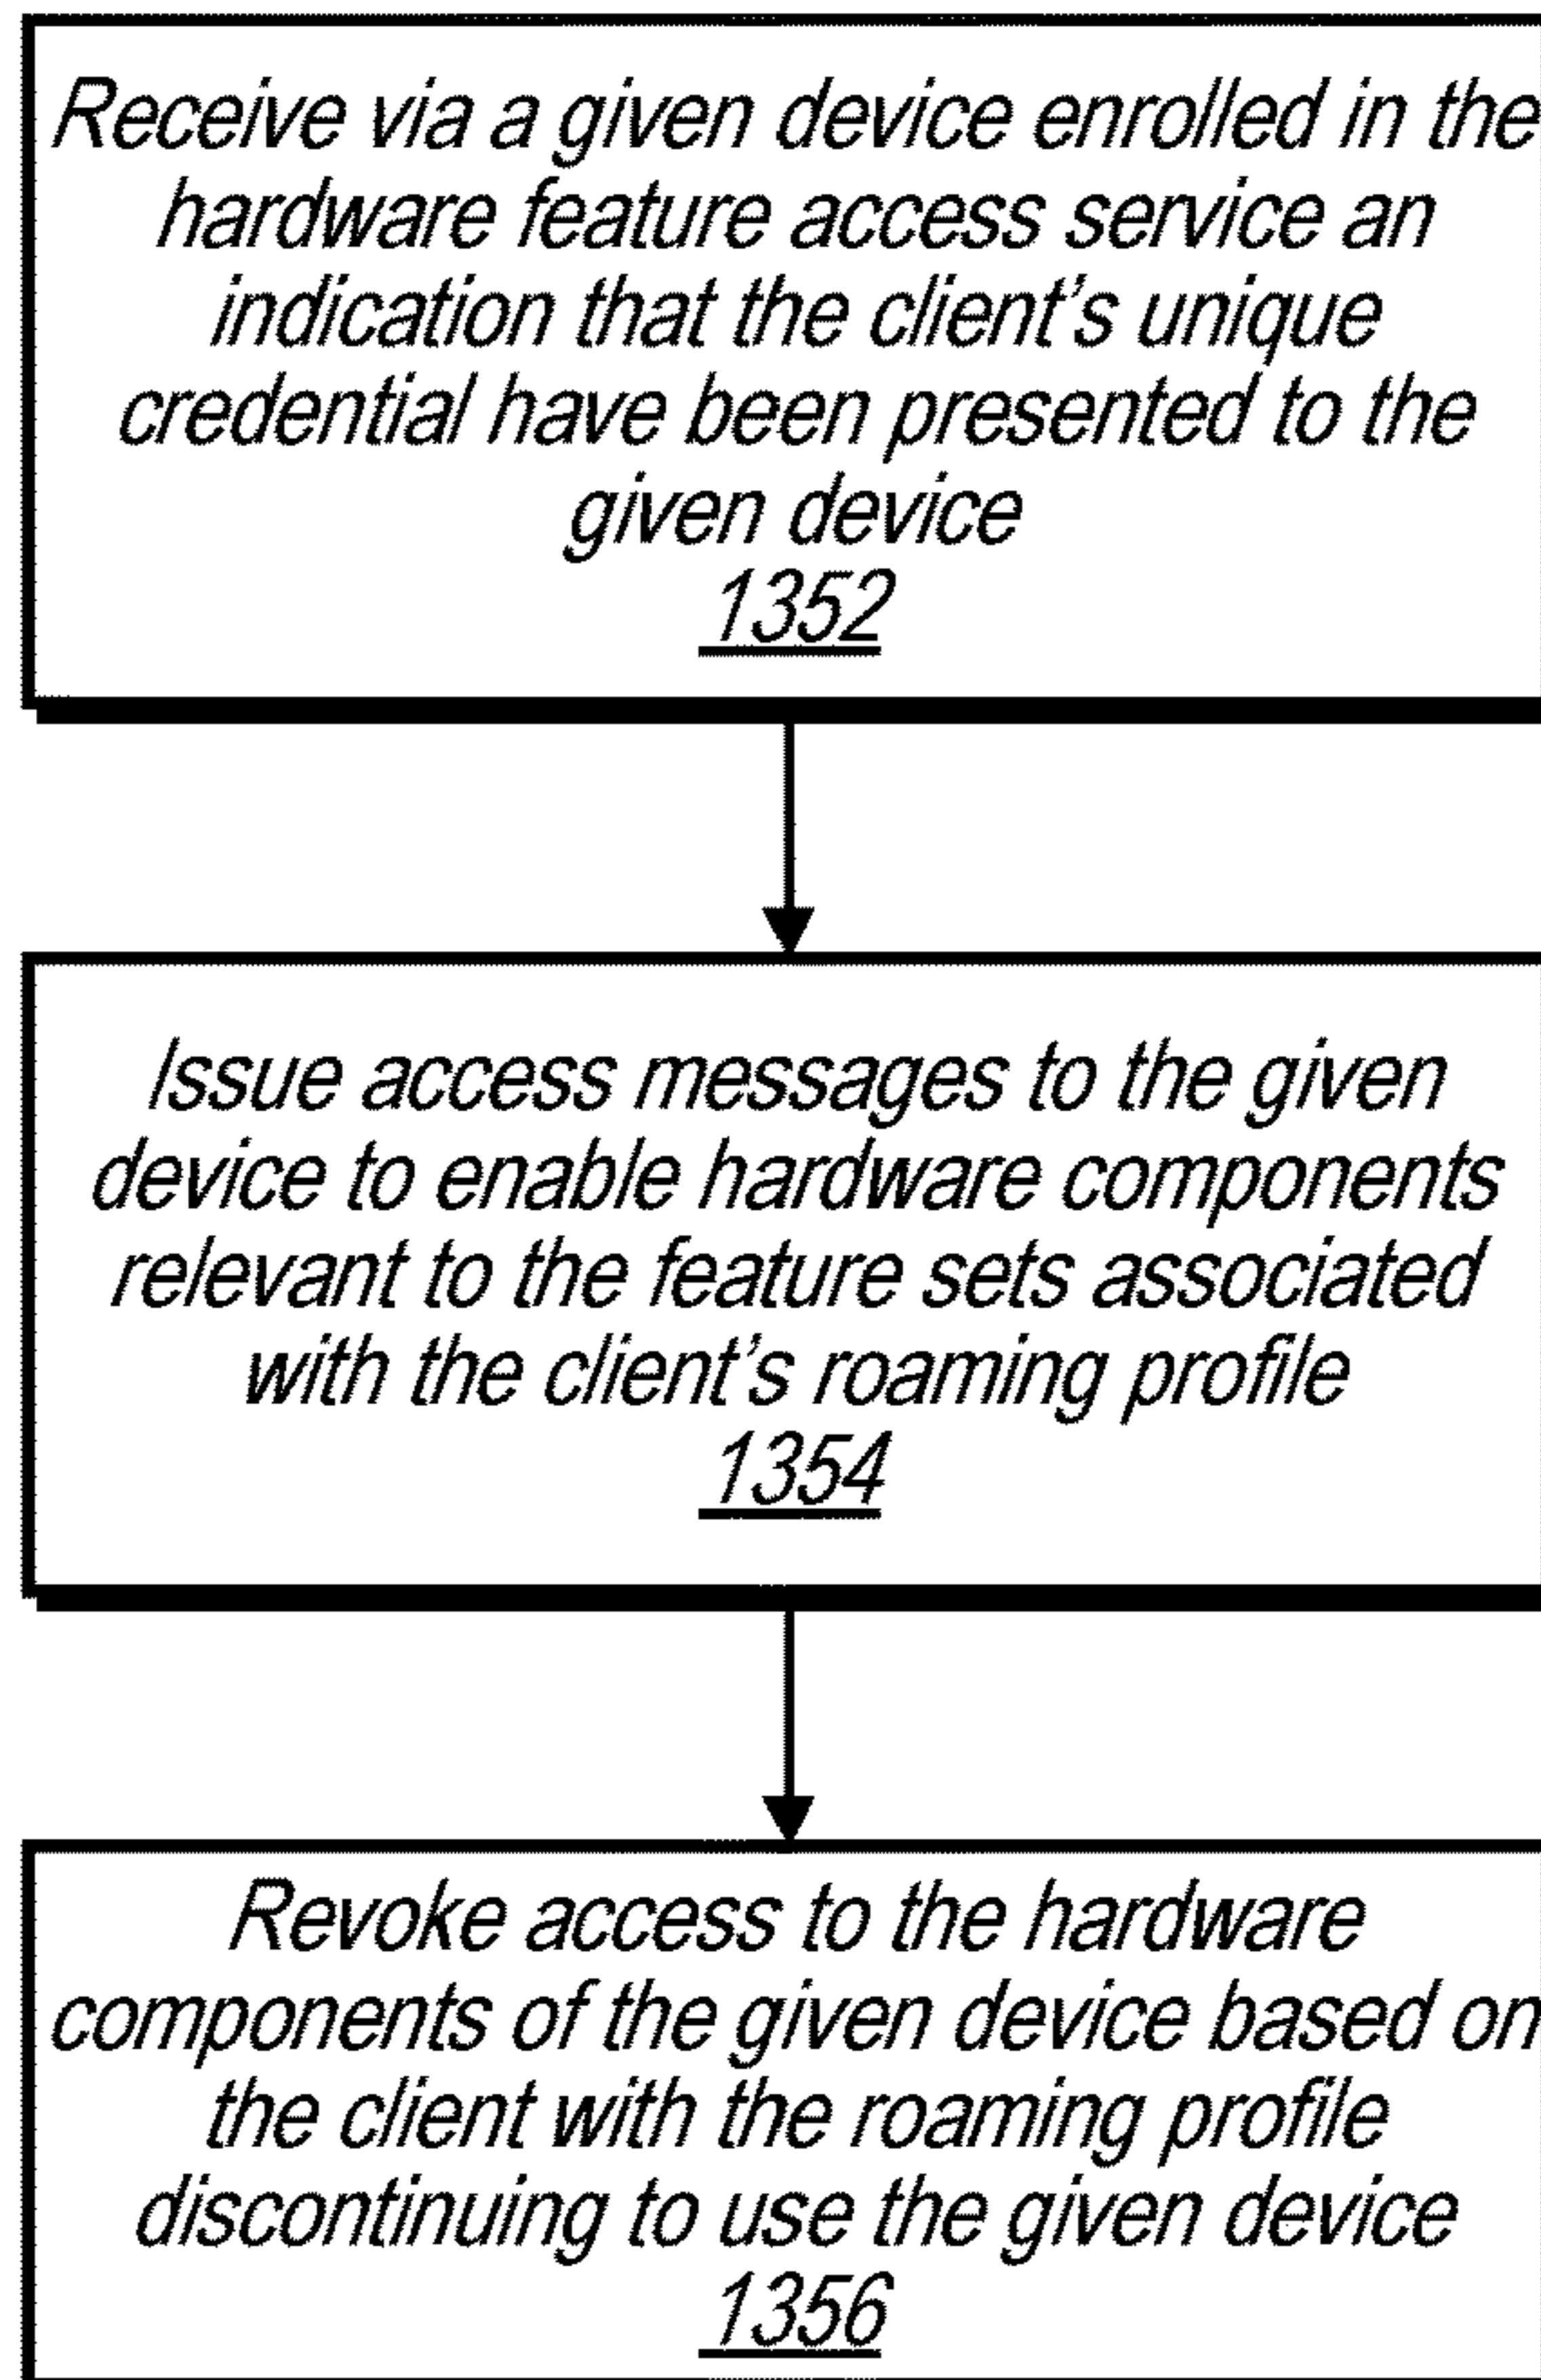 Receive via a given device enrolled in the
hardware feature access service an
indication that the client's unique
credential have been presented to the
given device
1352
Issue access messages to the given
device to enable hardware components
relevant to the feature sets associated
with the client's roaming profile
1354
Revoke access to the hardware
components of the given device based on
the client with the roaming profile
discontinuing to use the given device
1356